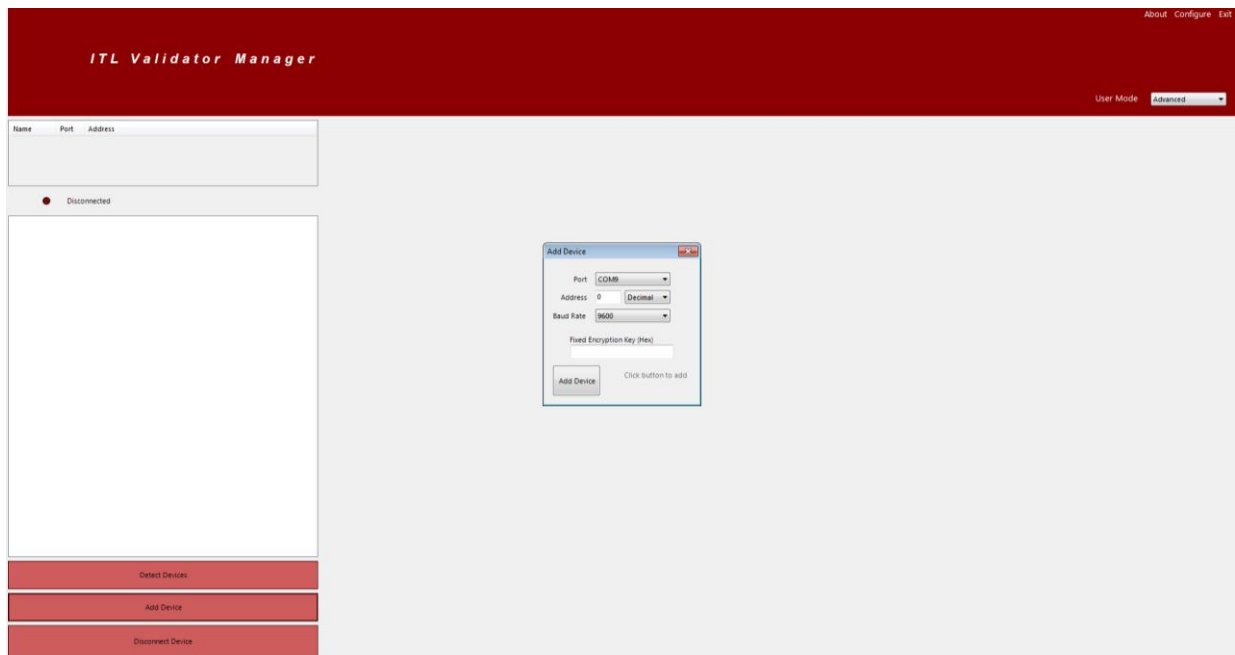 About Configure Exit
ITL Validator Manager
User Mode Advanced
Name Port Address
Disconnected
Add Device
Port COM9
Address 0 Decimal
Baud Rate 9600
Fixed Encryption Key (Hex)
Add Device Click button to add
Detect Devices
Add Device
Disconnect Device